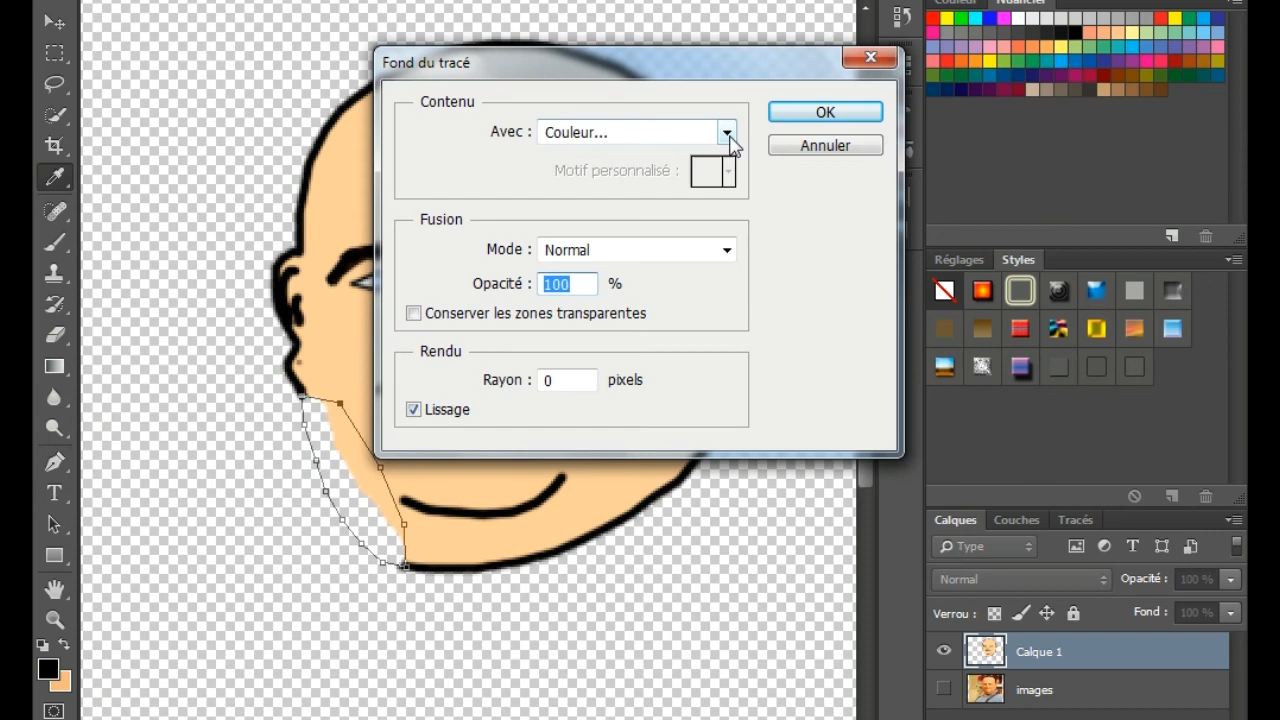 Couleur
Nuancier
Fond du tracé
Contenu
Avec :
Couleur...
OK
Annuler
Motif personnalisé :
Fusion
Mode :
Normal
Opacité :
100
%
Conserver les zones transparentes
Rendu
Rayon :
0
pixels
Lissage
Réglages
Styles
Calques
Couches
Tracés
Type
Normal
Opacité :
100 %
Verrou :
Fond :
100 %
Calque 1
images
T
T